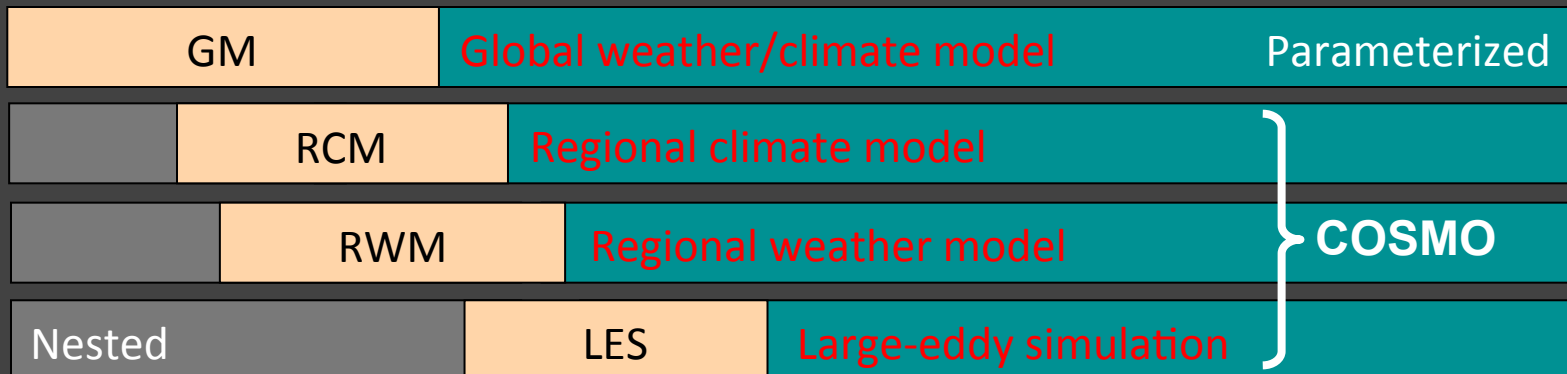 GM Global weather/climate model Parameterized
RCM Regional climate model
RWM Regional weather model
COSMO
Nested LES Large-eddy simulation